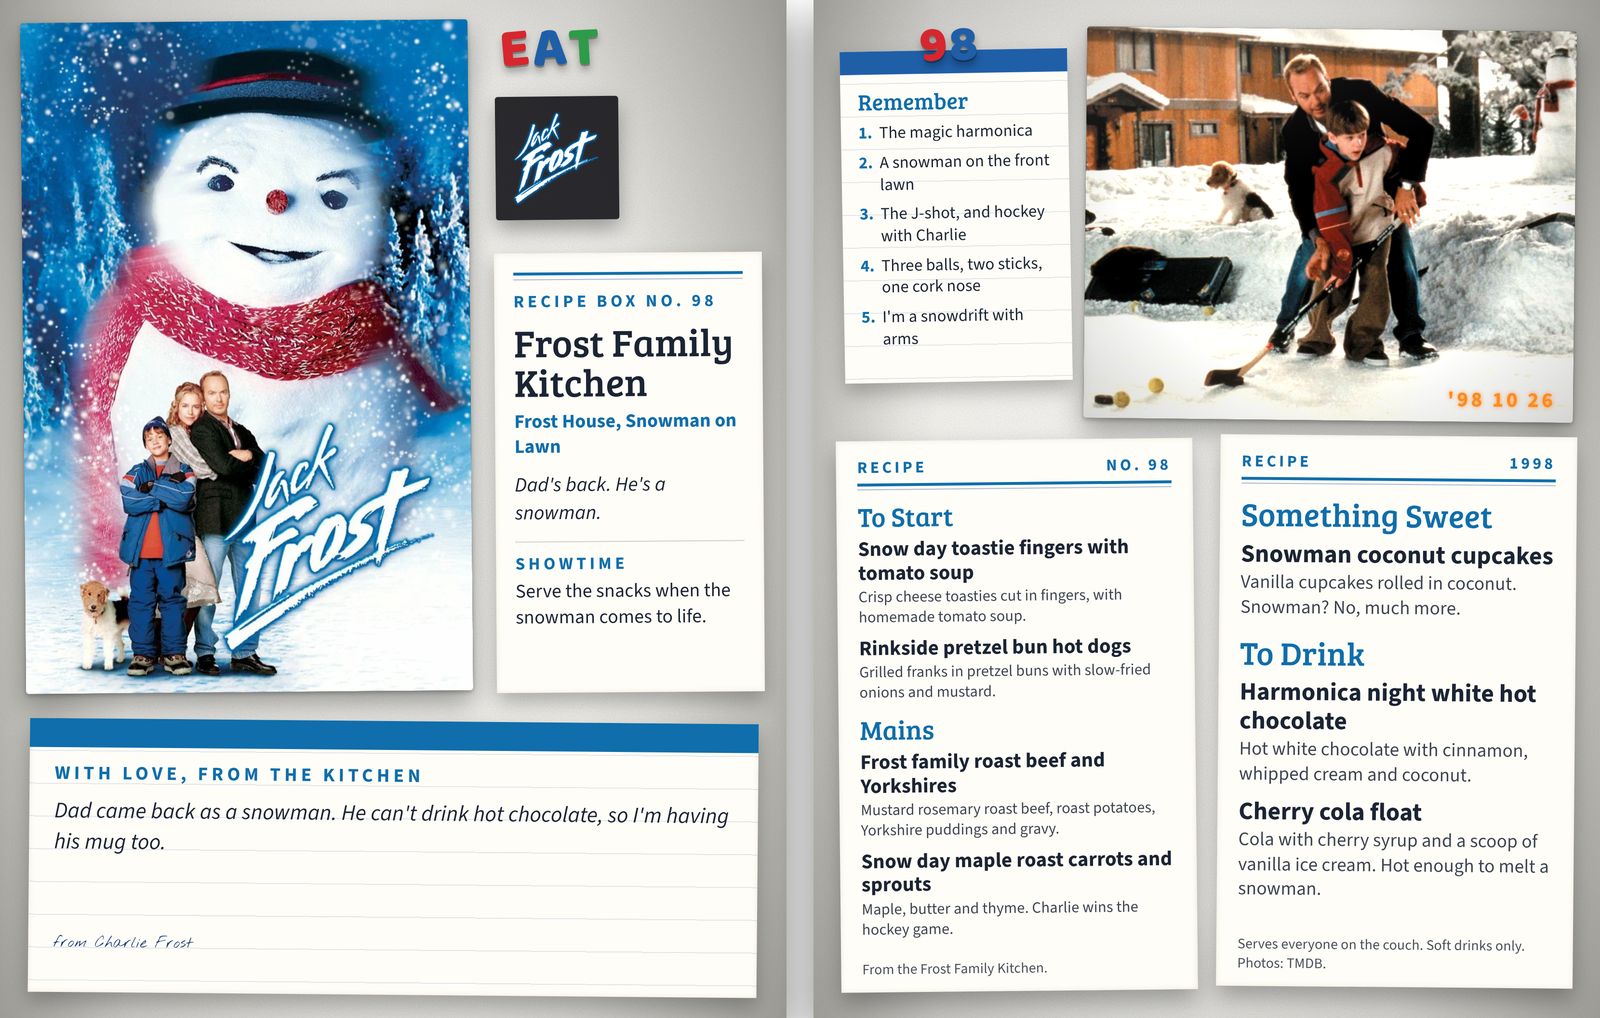 Jack
Frost
EAT
Jack
Frost
RECIPE BOX NO. 98
Frost Family
Kitchen
Frost House, Snowman on
Lawn
Dad's back. He's a
snowman.
SHOWTIME
Serve the snacks when the
snowman comes to life.
WITH LOVE, FROM THE KITCHEN
Dad came back as a snowman. He can't drink hot chocolate, so I'm having
his mug too.
from Charlie Frost
98
Remember
1. The magic harmonica
2. A snowman on the front
lawn
3. The J-shot, and hockey
with Charlie
4. Three balls, two sticks,
one cork nose
5. I'm a snowdrift with
arms
'98 10 26
RECIPE NO. 98
To Start
Snow day toastie fingers with
tomato soup
Crisp cheese toasties cut in fingers, with
homemade tomato soup.
Rinkside pretzel bun hot dogs
Grilled franks in pretzel buns with slow-fried
onions and mustard.
Mains
Frost family roast beef and
Yorkshires
Mustard rosemary roast beef, roast potatoes,
Yorkshire puddings and gravy.
Snow day maple roast carrots and
sprouts
Maple, butter and thyme. Charlie wins the
hockey game.
From the Frost Family Kitchen.
RECIPE 1998
Something Sweet
Snowman coconut cupcakes
Vanilla cupcakes rolled in coconut.
Snowman? No, much more.
To Drink
Harmonica night white hot
chocolate
Hot white chocolate with cinnamon,
whipped cream and coconut.
Cherry cola float
Cola with cherry syrup and a scoop of
vanilla ice cream. Hot enough to melt a
snowman.
Serves everyone on the couch. Soft drinks only.
Photos: TMDB.